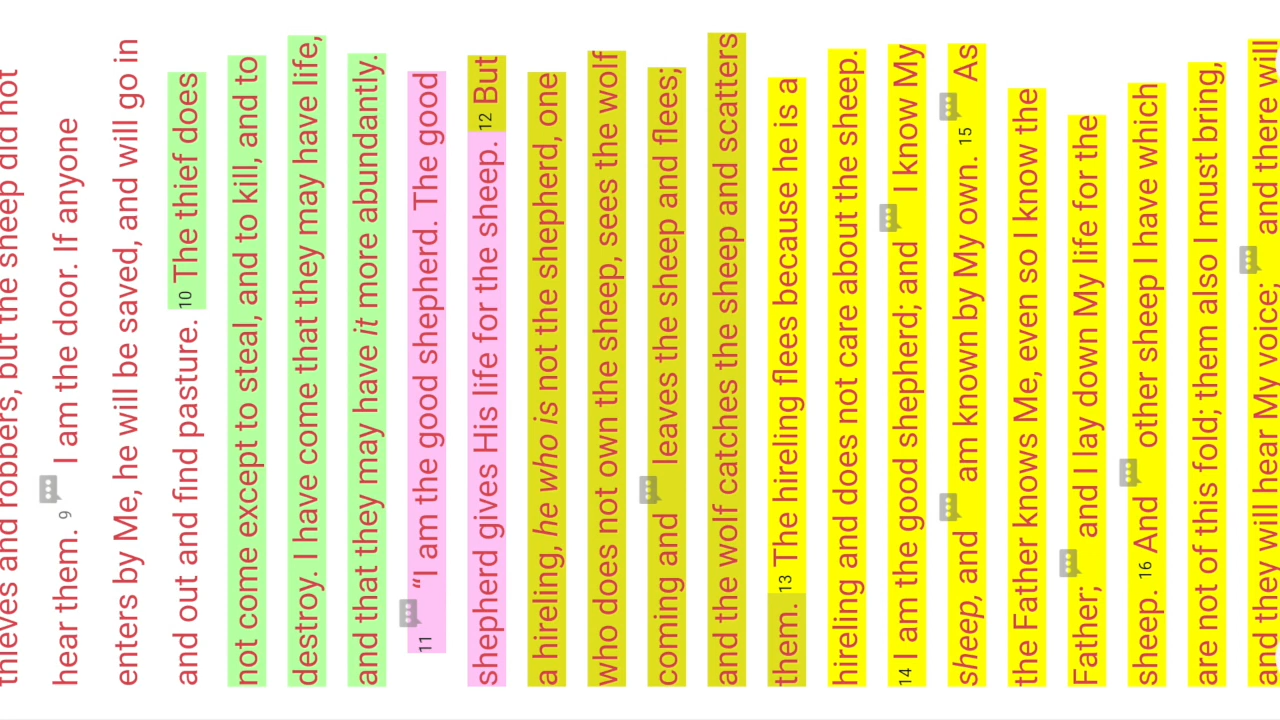 thieves and robbers, but the sheep did not
hear them. 9 I am the door. If anyone
enters by Me, he will be saved, and will go in
and out and find pasture. 10 The thief does
not come except to steal, and to kill, and to
destroy. I have come that they may have life,
and that they may have it more abundantly.
11 “I am the good shepherd. The good
shepherd gives His life for the sheep. 12 But
a hireling, he who is not the shepherd, one
who does not own the sheep, sees the wolf
coming and leaves the sheep and flees;
and the wolf catches the sheep and scatters
them. 13 The hireling flees because he is a
hireling and does not care about the sheep.
14 I am the good shepherd; and I know My
sheep, and am known by My own. 15 As
the Father knows Me, even so I know the
Father; and I lay down My life for the
sheep. 16 And other sheep I have which
are not of this fold; them also I must bring,
and they will hear My voice; and there will